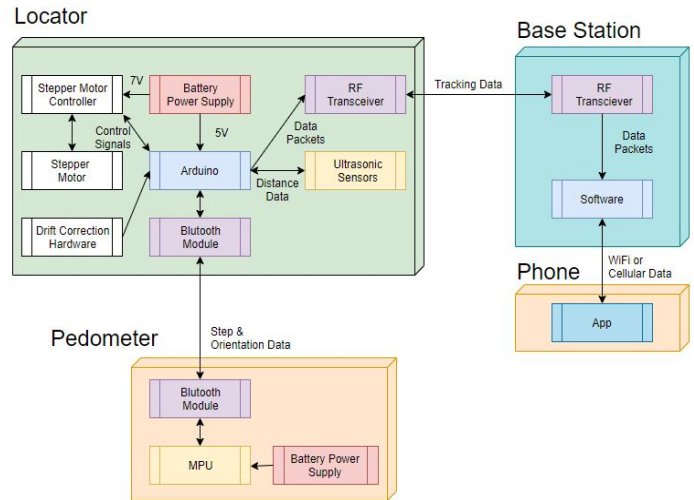 Locator
Base Station
Stepper Motor
Controller
7V
Battery
Power Supply
RF
Transceiver
Tracking Data
RF
Transciever
Control
Signals
5V
Data
Packets
Data
Packets
Stepper
Motor
Arduino
Distance
Data
Ultrasonic
Sensors
Software
Drift Correction
Hardware
Blutooth
Module
WiFi or
Cellular Data
Phone
App
Pedometer
Step &
Orientation Data
Blutooth
Module
MPU
Battery Power
Supply